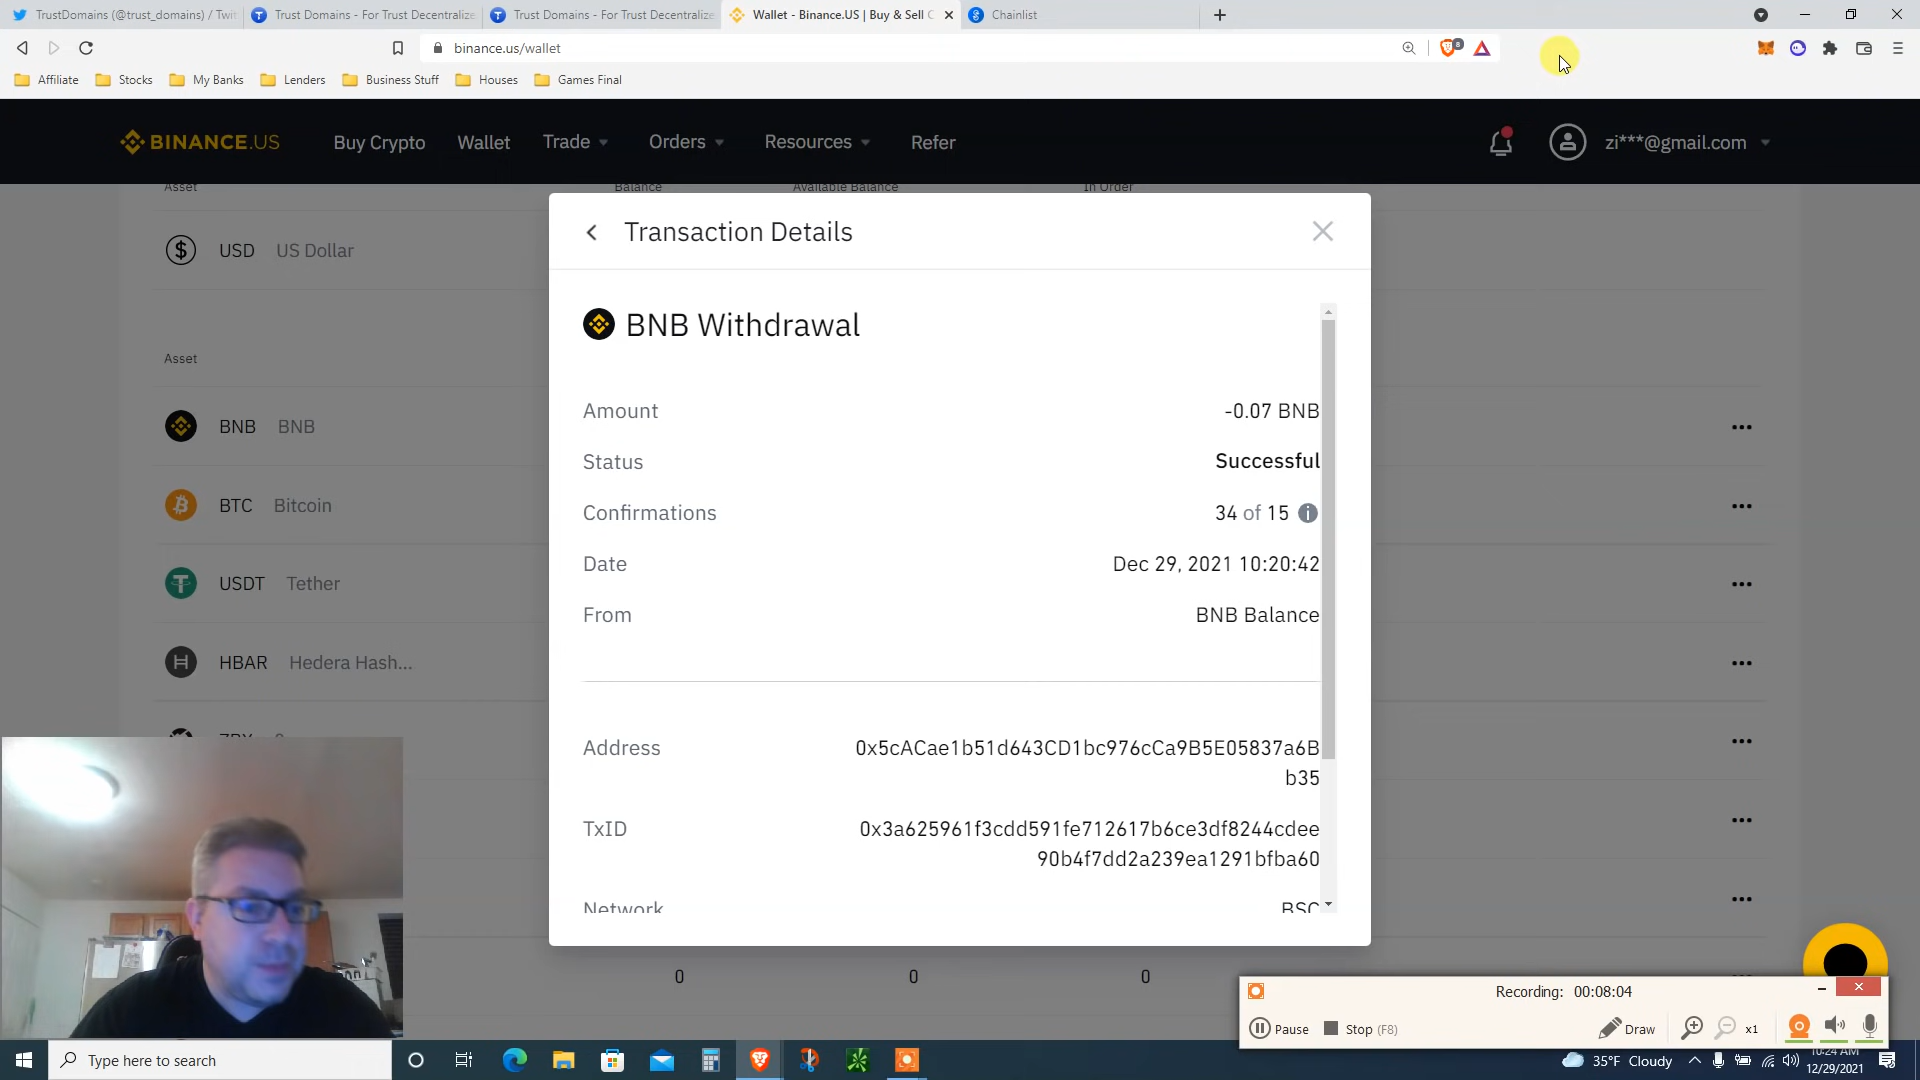 TrustDomains (@trust_domains) / Twit
Trust Domains - For Trust Decentralize
Trust Domains - For Trust Decentralize
Wallet - Binance.US | Buy & Sell C
Chainlist
binance.us/wallet
8
Affiliate
Stocks
My Banks
Lenders
Business Stuff
Houses
Games Final
BINANCE.US
Buy Crypto
Wallet
Trade
Orders
Resources
Refer
zi***@gmail.com
Asset
Balance
Available Balance
In Order
USD US Dollar
Asset
BNB BNB
BTC Bitcoin
USDT Tether
HBAR Hedera Hash...
Transaction Details
BNB Withdrawal
Amount -0.07 BNB
Status Successful
Confirmations 34 of 15
Date Dec 29, 2021 10:20:42
From BNB Balance
Address 0x5cACae1b51d643CD1bc976cCa9B5E05837a6B
b35
TxID 0x3a625961f3cdd591fe712617b6ce3df8244cdee
90b4f7dd2a239ea1291bfba60
Network BSC
0 0 0
Recording: 00:08:04
Pause Stop (F8) Draw x1
Type here to search
35°F Cloudy
10:24 AM
12/29/2021